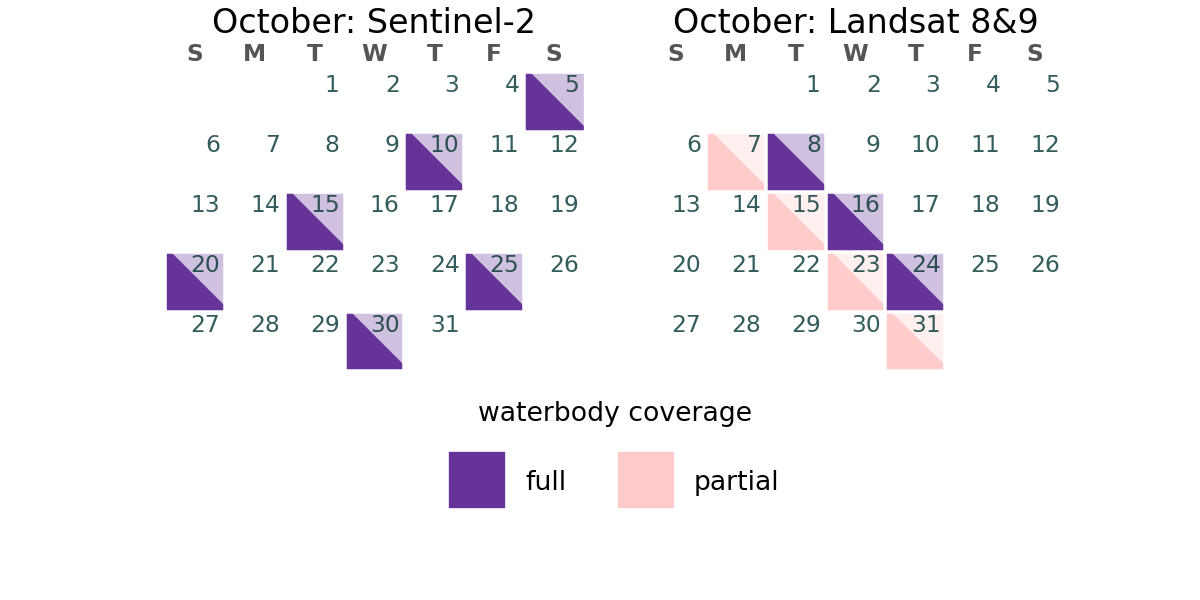 October: Sentinel-2
S M T W T F S
1 2 3 4 5
6 7 8 9 10 11 12
13 14 15 16 17 18 19
20 21 22 23 24 25 26
27 28 29 30 31
October: Landsat 8&9
S M T W T F S
1 2 3 4 5
6 7 8 9 10 11 12
13 14 15 16 17 18 19
20 21 22 23 24 25 26
27 28 29 30 31
waterbody coverage
full partial